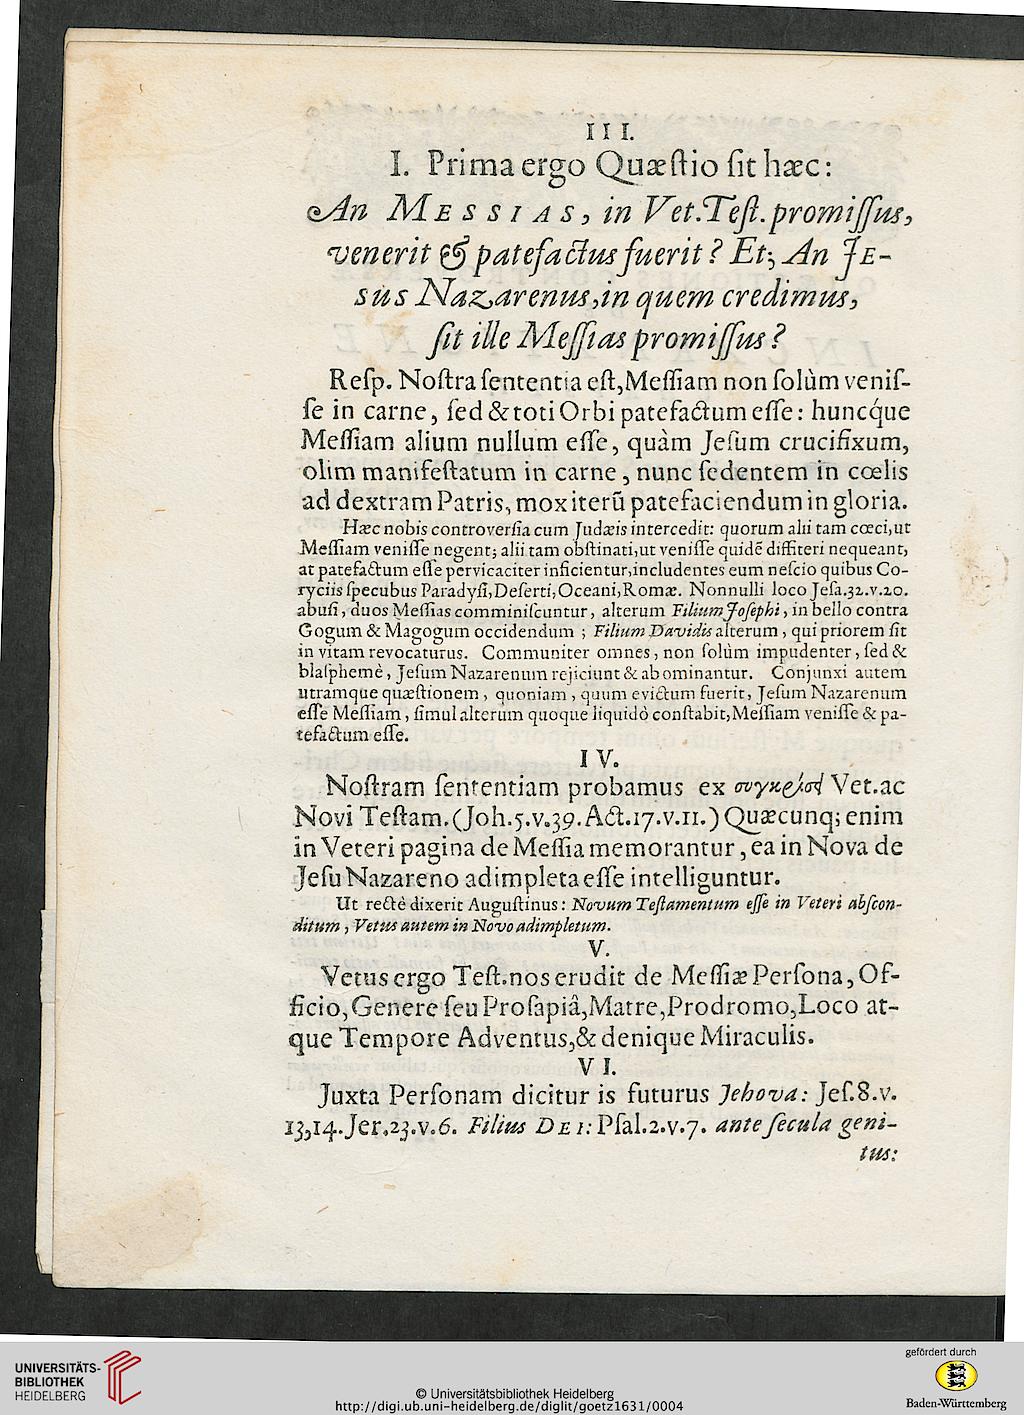 III.
I. Prima ergo Quæſtio ſit hæc:
An MESSIAS, in Vet.Teſt. promiſſus,
venerit & patefactus fuerit? Et; An JE-
sus Nazarenus, in quem credimus,
ſit ille Meſſias promiſſus?
Reſp. Noſtra ſententia eſt, Meſſiam non ſolùm veniſ-
ſe in carne, ſed & toti Orbi patefactum eſſe: huncq́ue
Meſſiam alium nullum eſſe, quàm Jeſum crucifixum,
olim manifeſtatum in carne, nunc ſedentem in cœlis
ad dextram Patris, mox iterũ patefaciendum in gloria.
Hæc nobis controverſia cum Judæis intercedit: quorum alii tam cœci, ut
Meſſiam veniſſe negent; alii tam obſtinati, ut veniſſe quidẽ diffiteri nequeant,
at patefactum eſſe pervicaciter inficientur, includentes eum neſcio quibus Co-
ryciis ſpecubus Paradyſi, Deſerti, Oceani, Romæ. Nonnulli loco Jeſa.32.v.20.
abuſi, duos Meſſias comminiſcuntur, alterum Filium Joſephi, in bello contra
Gogum & Magogum occidendum ; Filium Davidis alterum, qui priorem ſit
in vitam revocaturus. Communiter omnes, non ſolùm impudenter, ſed &
blaſphemè, Jeſum Nazarenum rejiciunt & abominantur. Conjunxi autem
utramque quæſtionem, quoniam, quum evictum fuerit, Jeſum Nazarenum
eſſe Meſſiam, ſimul alterum quoque liquidò conſtabit, Meſſiam veniſſe & pa-
tefactum eſſe.
IV.
Noſtram ſententiam probamus ex Vet. ac
Novi Teſtam. (Joh.5.v.39. Act.17.v.11.) Quæcunq; enim
in Veteri pagina de Meſſia memorantur, ea in Nova de
Jeſu Nazareno adimpleta eſſe intelliguntur.
Ut rectè dixerit Auguſtinus: Novum Teſtamentum eſſe in Veteri abſcon-
ditum, Vetus autem in Novo adimpletum.
V.
Vetus ergo Teſt. nos erudit de Meſſiæ Perſona, Of-
ficio, Genere ſeu Proſapiâ, Matre, Prodromo, Loco at-
que Tempore Adventus, & denique Miraculis.
VI.
Juxta Perſonam dicitur is futurus Jehova: Jeſ.8.v.
13,14. Jer.23.v.6. Filius DEI: Pſal.2.v.7. ante ſecula geni-
tus:
UNIVERSITÄTS-
BIBLIOTHEK
HEIDELBERG
© Universitätsbibliothek Heidelberg
http://digi.ub.uni-heidelberg.de/diglit/goetz1631/0004
gefördert durch
Baden-Württemberg